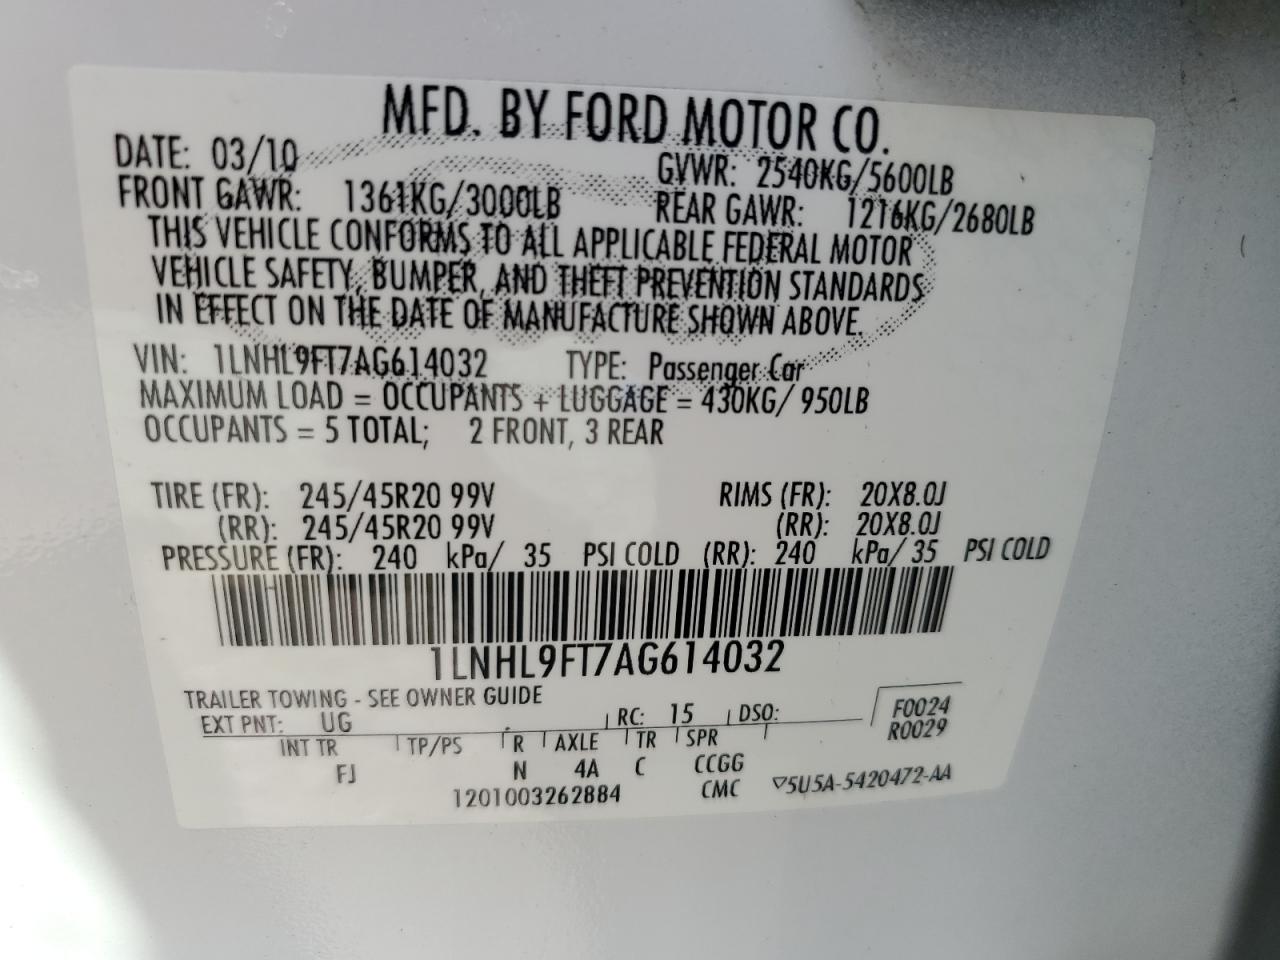 MFD. BY FORD MOTOR CO.
DATE: 03/10 GVWR: 2540KG/5600LB
FRONT GAWR: 1361KG/3000LB REAR GAWR: 1216KG/2680LB
THIS VEHICLE CONFORMS TO ALL APPLICABLE FEDERAL MOTOR
VEHICLE SAFETY, BUMPER, AND THEFT PREVENTION STANDARDS
IN EFFECT ON THE DATE OF MANUFACTURE SHOWN ABOVE.
VIN: 1LNHL9FT7AG614032 TYPE: Passenger Car
MAXIMUM LOAD = OCCUPANTS + LUGGAGE = 430KG/ 950LB
OCCUPANTS = 5 TOTAL; 2 FRONT, 3 REAR
TIRE (FR): 245/45R20 99V RIMS (FR): 20X8.0J
(RR): 245/45R20 99V (RR): 20X8.0J
PRESSURE (FR): 240 kPa/ 35 PSI COLD (RR): 240 kPa/ 35 PSI COLD
1LNHL9FT7AG614032
TRAILER TOWING - SEE OWNER GUIDE
EXT PNT: UG RC: 15 DSO: F0024
R0029
INT TR TP/PS R AXLE TR SPR
FJ N 4A C CCGG
1201003262884 CMC 5U5A-5420472-AA